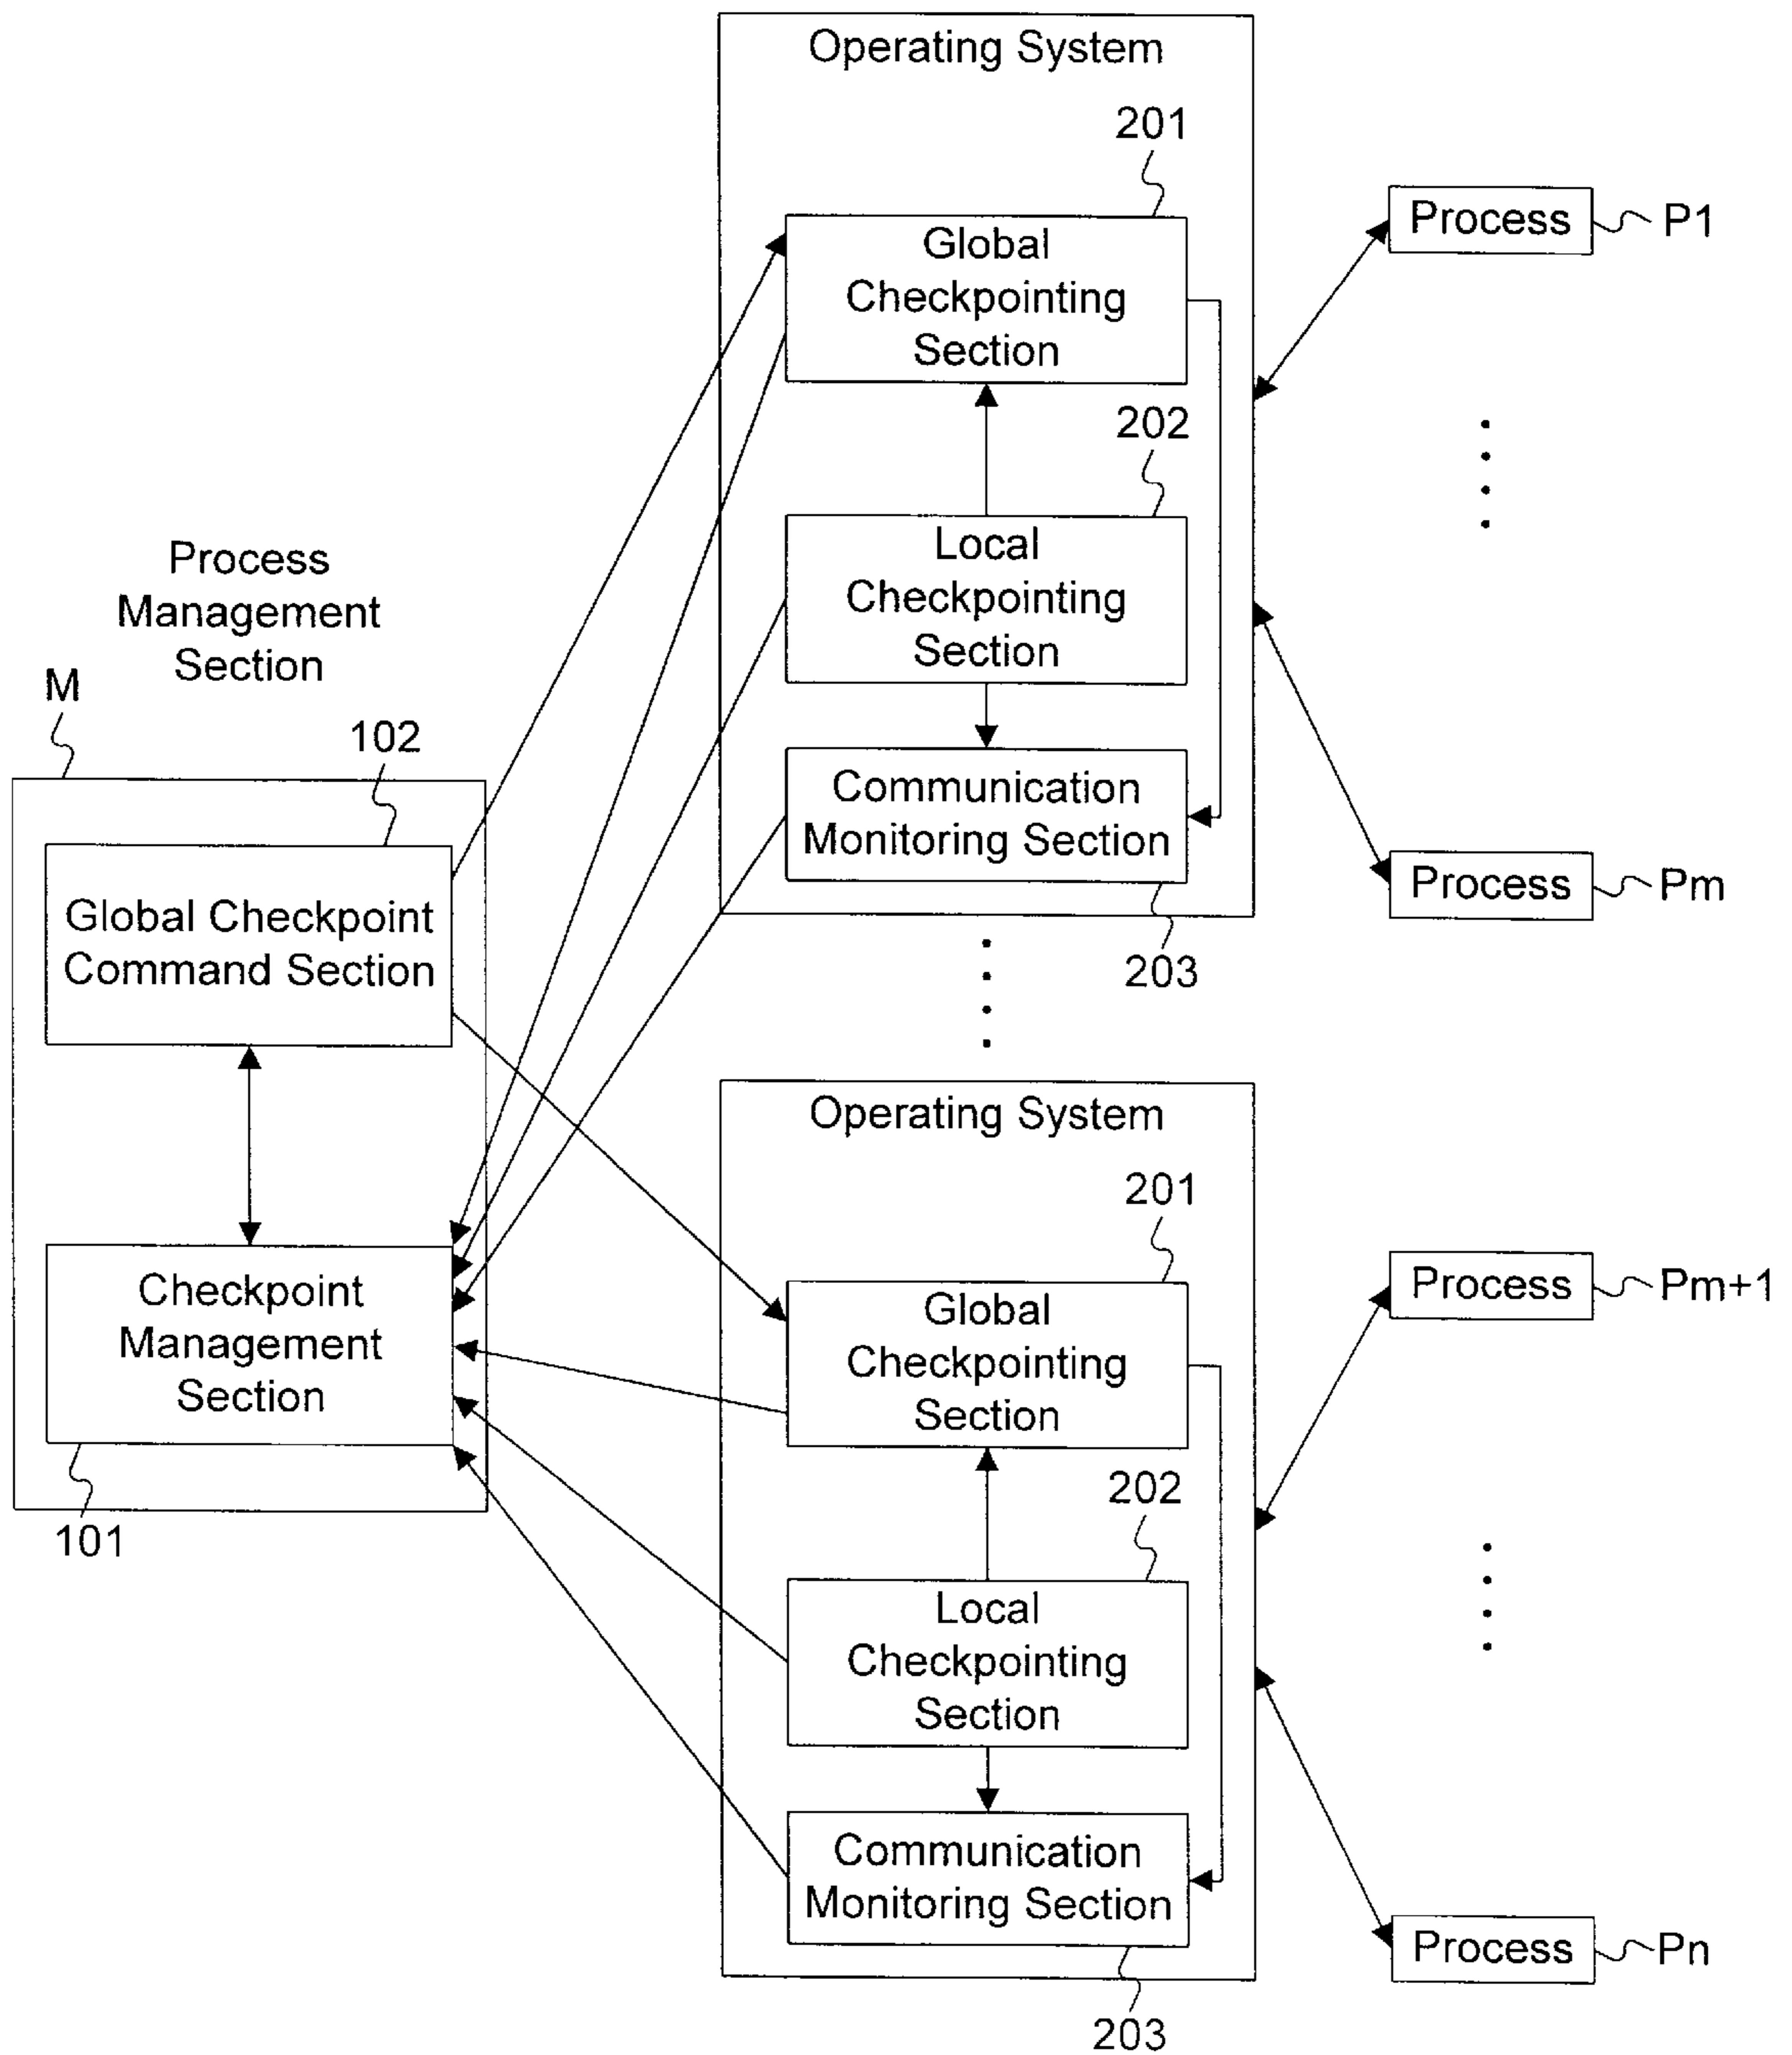 Operating System
201
Global
Checkpointing
Section
202
Local
Checkpointing
Section
Communication
Monitoring Section
203
Process P1
Process Pm
Process
Management
Section
M
102
Global Checkpoint
Command Section
Checkpoint
Management
Section
101
Operating System
201
Global
Checkpointing
Section
202
Local
Checkpointing
Section
Communication
Monitoring Section
203
Process Pm+1
Process Pn